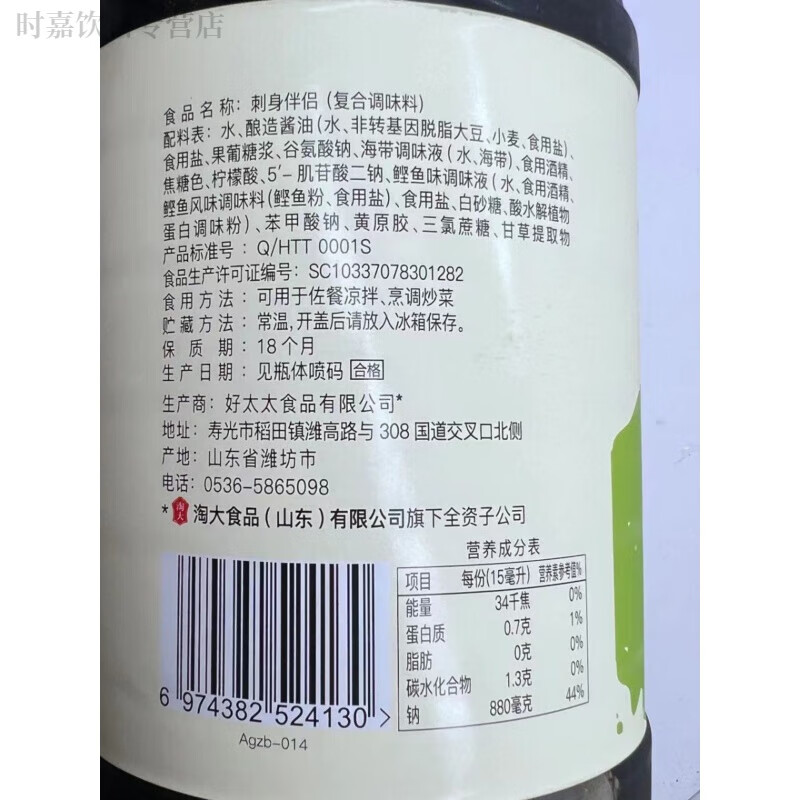 时嘉饮 专营店
食品名称：刺身伴侣（复合调味料）
配料表：水、酿造酱油（水、非转基因脱脂大豆、小麦、食用盐）、
食用盐、果葡糖浆、谷氨酸钠、海带调味液（水、海带）、食用酒精、
焦糖色、柠檬酸、5′-肌苷酸二钠、鲣鱼味调味液（水、食用酒精、
鲣鱼风味调味料（鲣鱼粉、食用盐）、食用盐、白砂糖、酸水解植物
蛋白调味粉）、苯甲酸钠、黄原胶、三氯蔗糖、甘草提取物
产品标准号：Q/HTT 0001S
食品生产许可证编号：SC10337078301282
食用方法：可用于佐餐凉拌、烹调炒菜
贮藏方法：常温，开盖后请放入冰箱保存。
保质期：18个月
生产日期：见瓶体喷码 合格
生产商：好太太食品有限公司*
地址：寿光市稻田镇潍高路与308国道交叉口北侧
产地：山东省潍坊市
电话：0536-5865098
* 淘大 淘大食品（山东）有限公司旗下全资子公司
营养成分表
项目 每份(15毫升) 营养素参考值%
能量 34千焦 0%
蛋白质 0.7克 1%
脂肪 0克 0%
碳水化合物 1.3克 0%
钠 880毫克 44%
6 974382 524130 >
Agzb-014